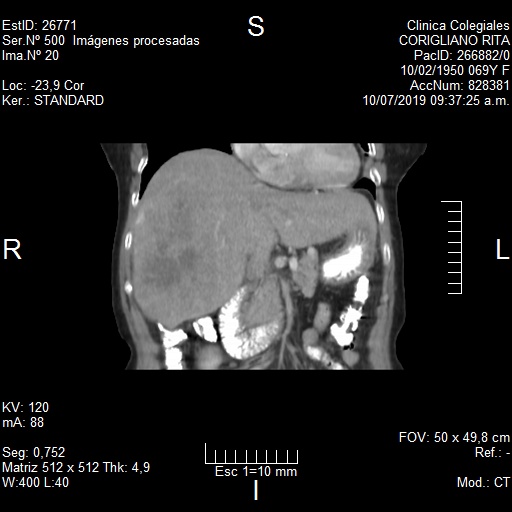 EstID: 26771
Ser.Nº 500 Imágenes procesadas
Ima.Nº 20
Loc: -23,9 Cor
Ker.: STANDARD
S
Clinica Colegiales
CORIGLIANO RITA
PacID: 266882/0
10/02/1950 069Y F
AccNum: 828381
10/07/2019 09:37:25 a.m.
R
L
KV: 120
mA: 88
Seg: 0,752
Matriz 512 x 512 Thk: 4,9
W:400 L:40
Esc 1=10 mm
I
FOV: 50 x 49,8 cm
Ref.: -
Mod.: CT